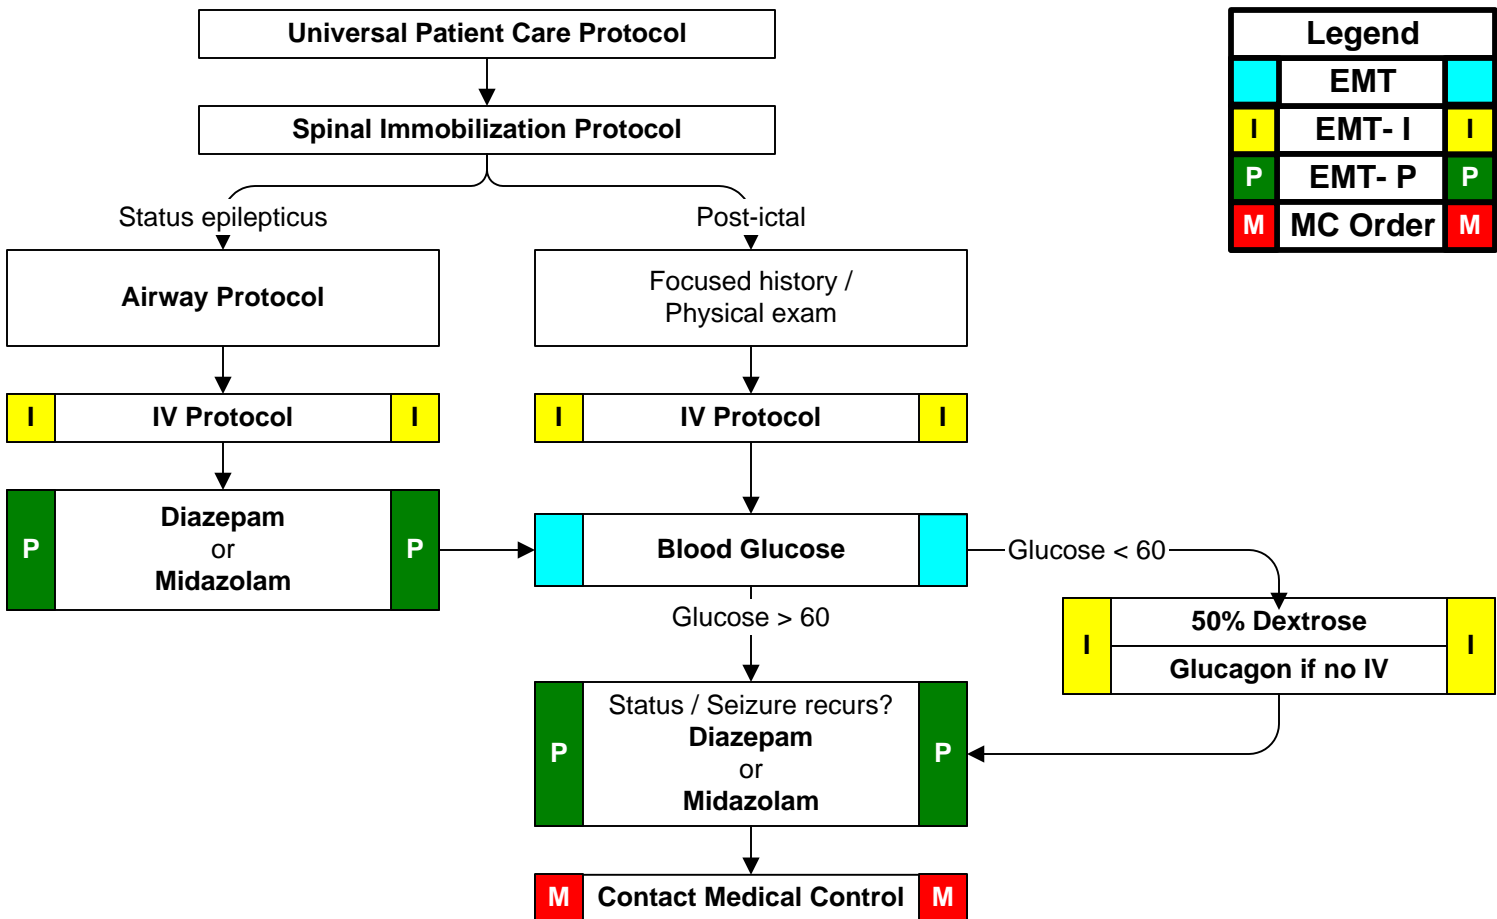 Universal Patient Care Protocol
Spinal Immobilization Protocol
Status epilepticus
Post-ictal
Airway Protocol
Focused history /
Physical exam
I IV Protocol I
I IV Protocol I
P Diazepam P
or
Midazolam
Blood Glucose
Glucose < 60
Glucose > 60
I 50% Dextrose I
Glucagon if no IV
P Status / Seizure recurs? P
Diazepam
or
Midazolam
M Contact Medical Control M
Legend
EMT
I EMT- I I
P EMT- P P
M MC Order M